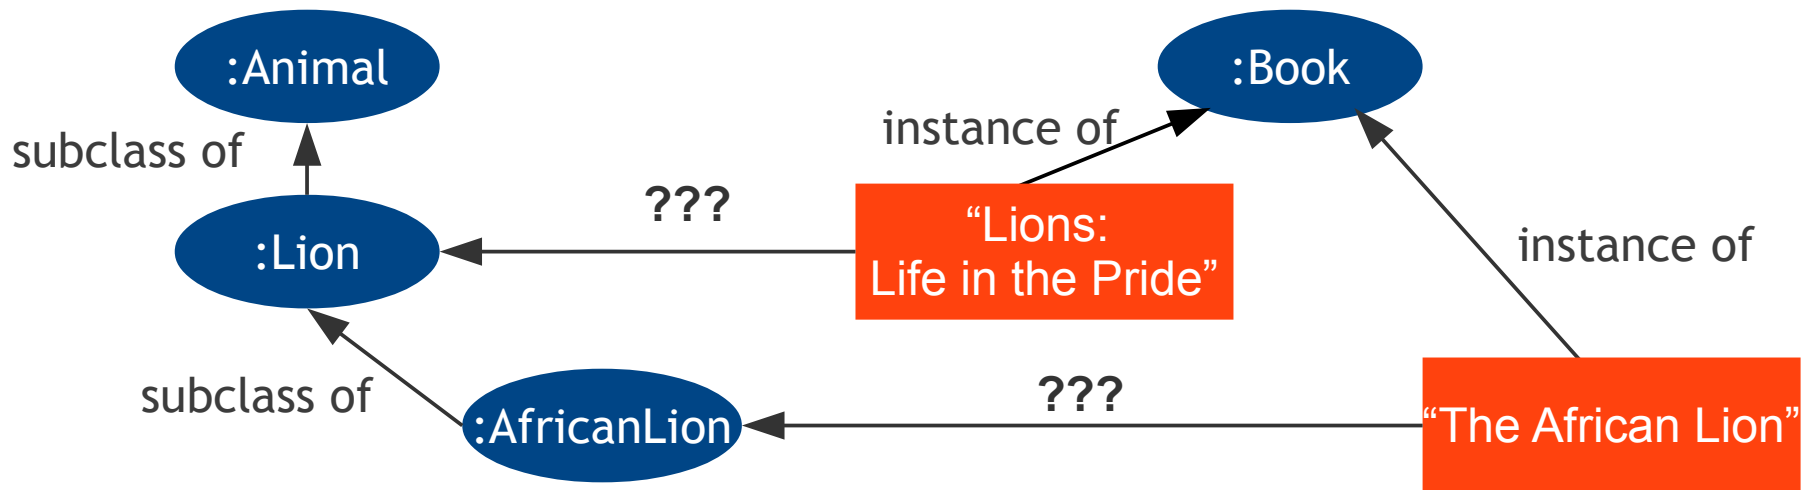 :Animal
:Book
subclass of
instance of
???
“Lions:
Life in the Pride”
:Lion
instance of
subclass of
???
:AfricanLion
“The African Lion”